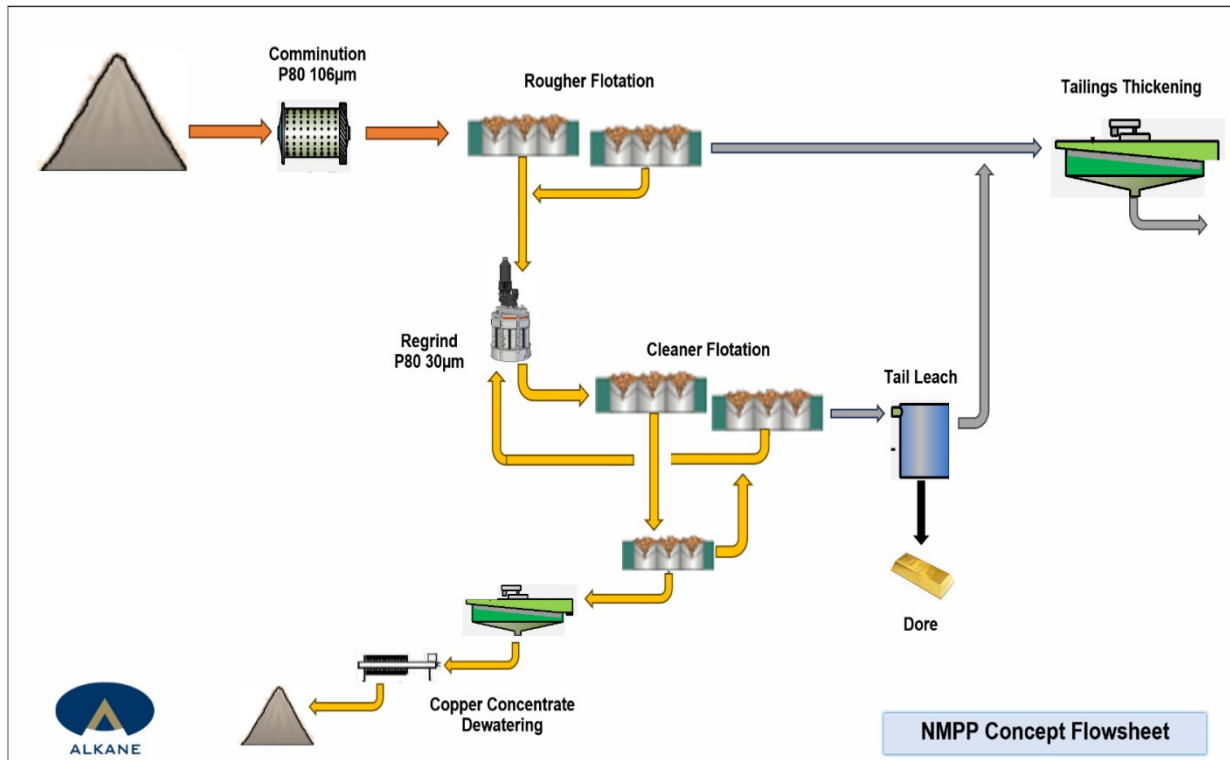 Comminution
P80 106µm
Rougher Flotation
Tailings Thickening
Regrind
P80 30µm
Cleaner Flotation
Tail Leach
Dore
Copper Concentrate
Dewatering
ALKANE
NMPP Concept Flowsheet